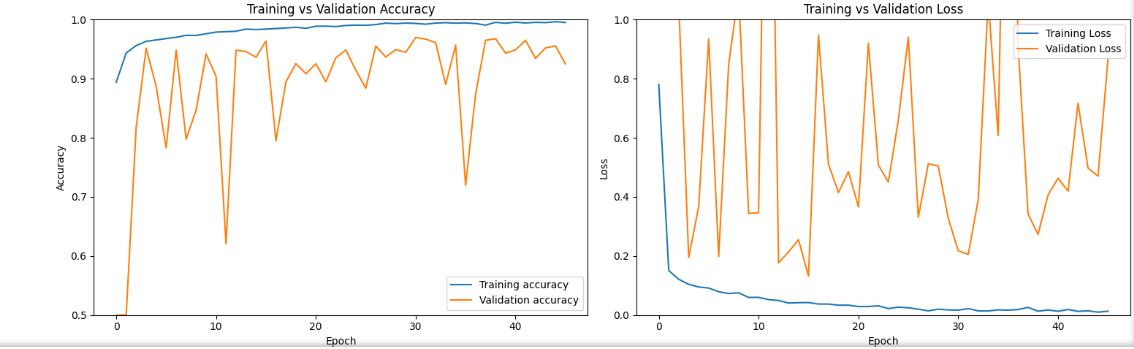 Training vs Validation Accuracy
1.0
0.9
0.8
0.7
0.6
0.5
Accuracy
0
10
20
30
40
Epoch
Training accuracy
Validation accuracy
Training vs Validation Loss
1.0
0.8
0.6
0.4
0.2
0.0
Loss
0
10
20
30
40
Epoch
Training Loss
Validation Loss